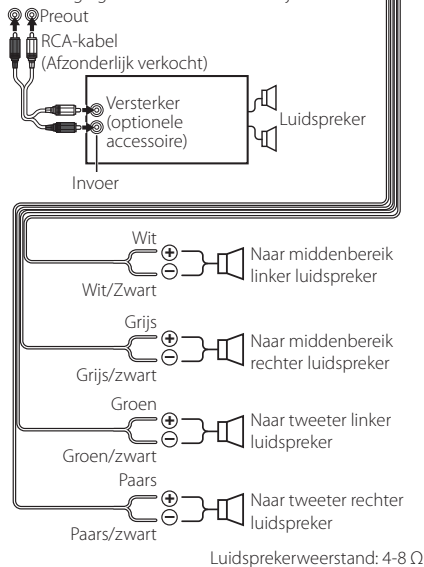 Preout
RCA-kabel
(Afzonderlijk verkocht)
Versterker
(optionele
accessoire)
Luidspreker
Invoer
Wit
+
−
Wit/Zwart
Naar middenbereik
linker luidspreker
Grijs
+
−
Grijs/zwart
Naar middenbereik
rechter luidspreker
Groen
+
−
Groen/zwart
Naar tweeter linker
luidspreker
Paars
+
−
Paars/zwart
Naar tweeter rechter
luidspreker
Luidsprekerweerstand: 4-8 Ω